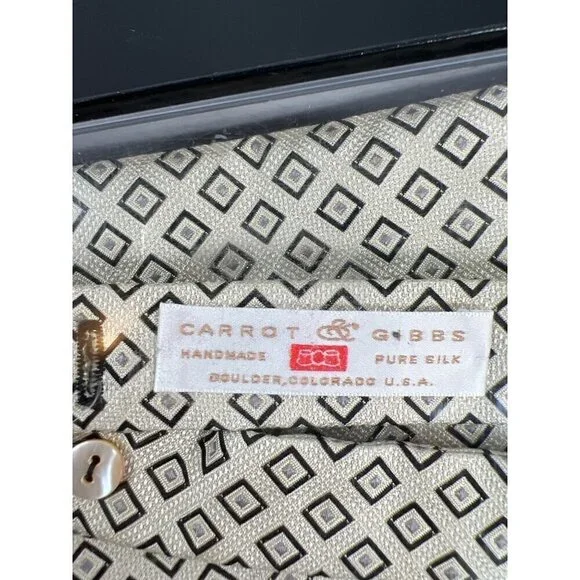 CARROT & GIBBS
HANDMADE PURE SILK
BOULDER, COLORADO U.S.A.